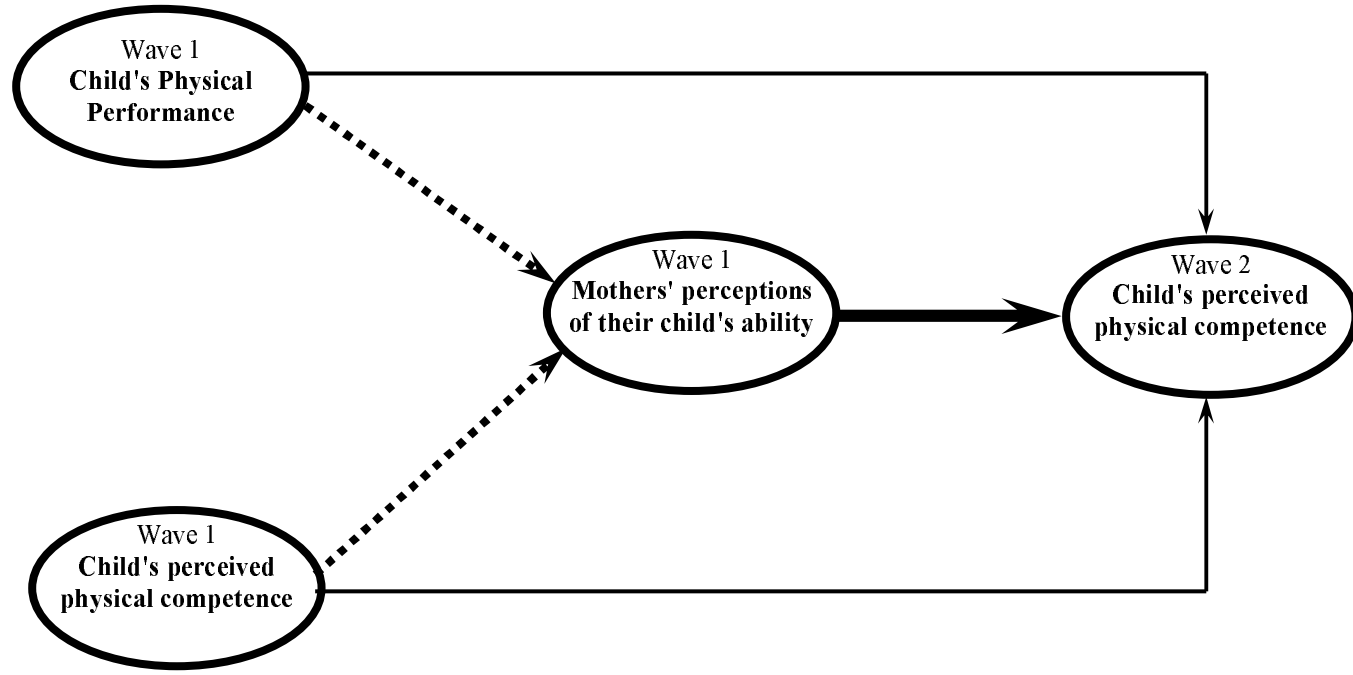 Wave 1
Child's Physical
Performance
Wave 1
Mothers' perceptions
of their child's ability
Wave 2
Child's perceived
physical competence
Wave 1
Child's perceived
physical competence